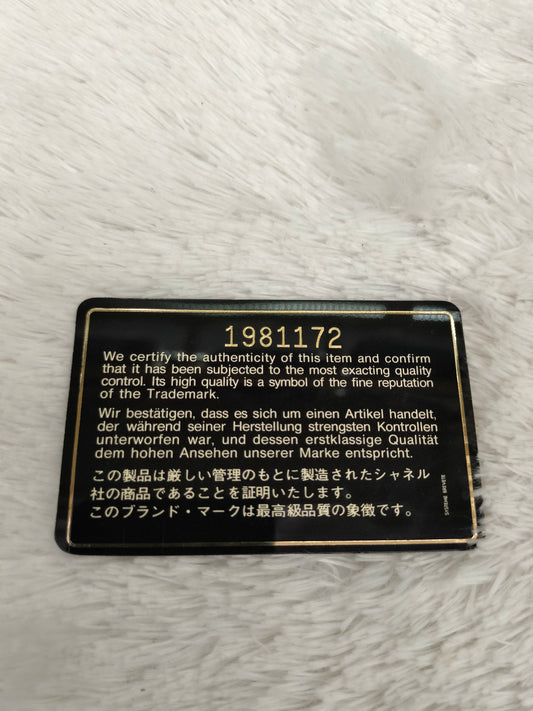 1981172
We certify the authenticity of this item and confirm
that it has been subjected to the most exacting quality
control. Its high quality is a symbol of the fine reputation
of the Trademark.
Wir bestätigen, dass es sich um einen Artikel handelt,
der während seiner Herstellung strengsten Kontrollen
unterworfen war, und dessen erstklassige Qualität
dem hohen Ansehen unserer Marke entspricht.
この製品は厳しい管理のもとに製造されたシャネル
社の商品であることを証明いたします。
このブランド・マークは最高級品質の象徴です。